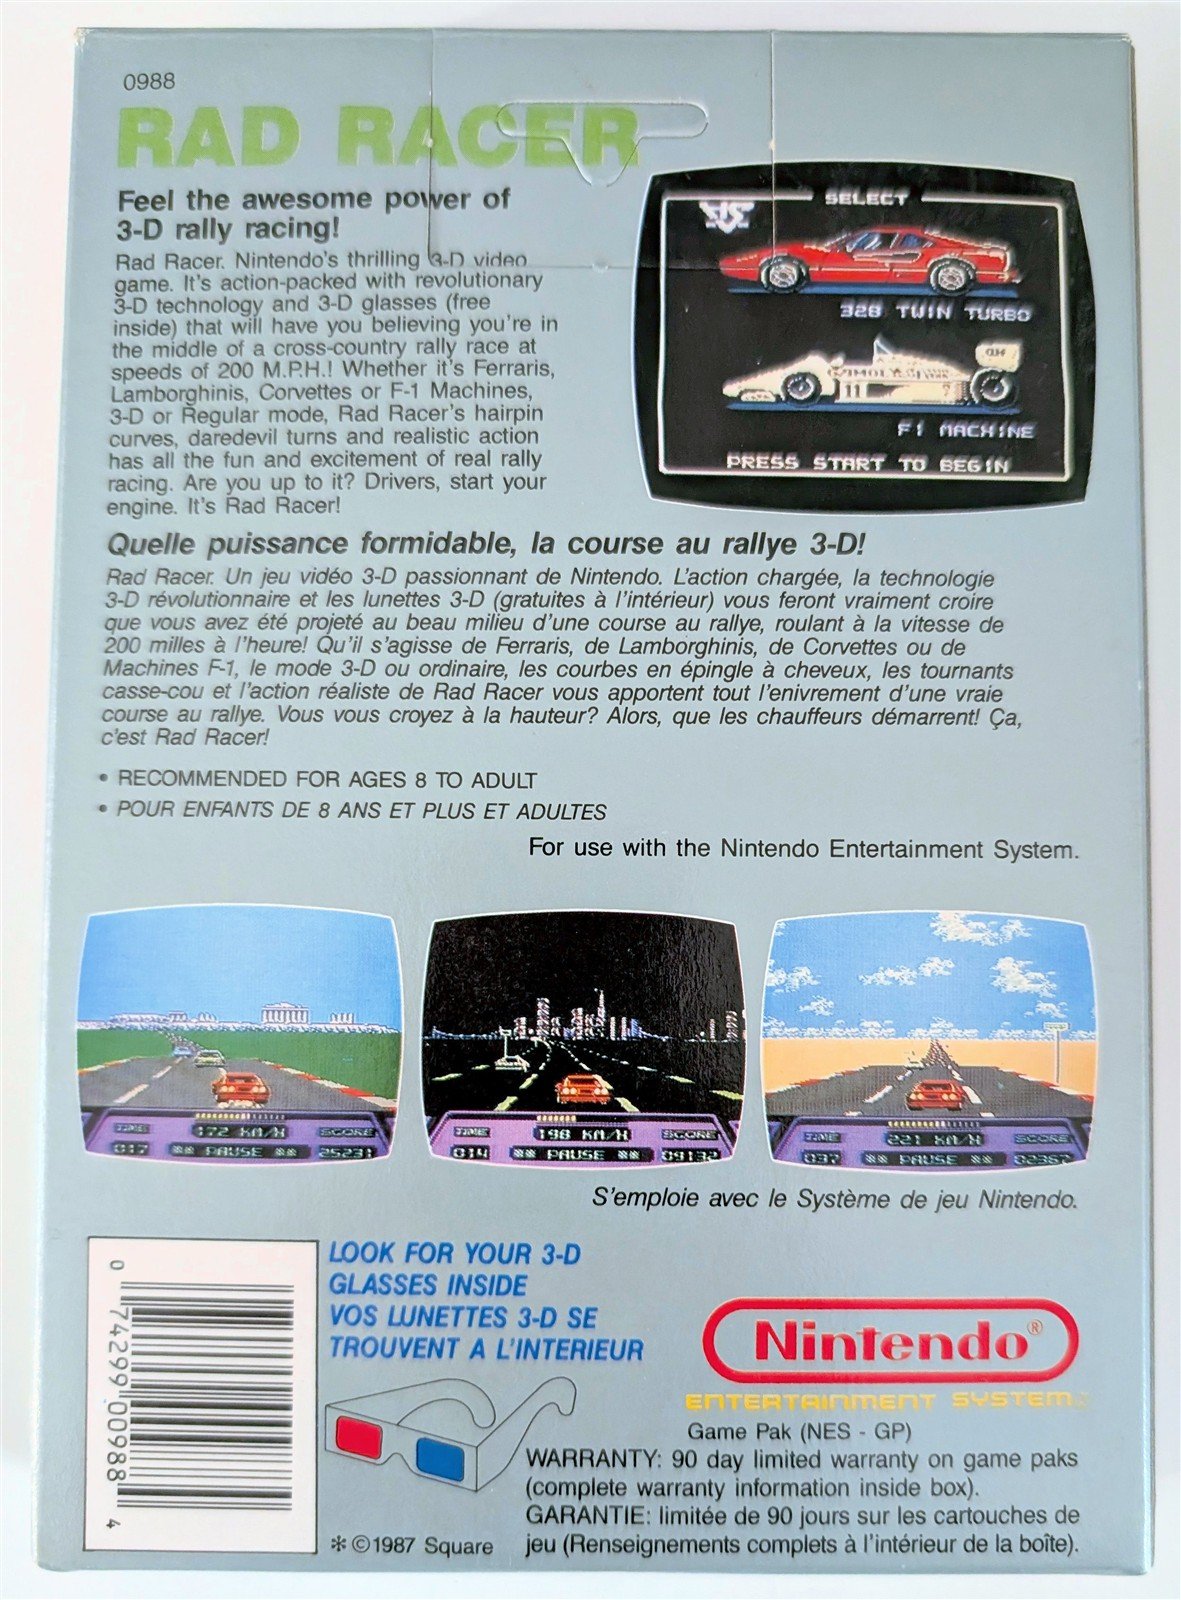 0988
RAD RACER
Feel the awesome power of
3-D rally racing!
Rad Racer. Nintendo's thrilling 3-D video
game. It's action-packed with revolutionary
3-D technology and 3-D glasses (free
inside) that will have you believing you're in
the middle of a cross-country rally race at
speeds of 200 M.P.H.! Whether it's Ferraris,
Lamborghinis, Corvettes or F-1 Machines,
3-D or Regular mode, Rad Racer's hairpin
curves, daredevil turns and realistic action
has all the fun and excitement of real rally
racing. Are you up to it? Drivers, start your
engine. It's Rad Racer!
SELECT
328 TWIN TURBO
11
F1 MACHINE
PRESS START TO BEGIN
Quelle puissance formidable, la course au rallye 3-D!
Rad Racer. Un jeu vidéo 3-D passionnant de Nintendo. L'action chargée, la technologie
3-D révolutionnaire et les lunettes 3-D (gratuites à l'intérieur) vous feront vraiment croire
que vous avez été projeté au beau milieu d'une course au rallye, roulant à la vitesse de
200 milles à l'heure! Qu'il s'agisse de Ferraris, de Lamborghinis, de Corvettes ou de
Machines F-1, le mode 3-D ou ordinaire, les courbes en épingle à cheveux, les tournants
casse-cou et l'action réaliste de Rad Racer vous apportent tout l'enivrement d'une vraie
course au rallye. Vous vous croyez à la hauteur? Alors, que les chauffeurs démarrent! Ça,
c'est Rad Racer!
• RECOMMENDED FOR AGES 8 TO ADULT
• POUR ENFANTS DE 8 ANS ET PLUS ET ADULTES
For use with the Nintendo Entertainment System.
TIME 172 KM/H SCORE
017 ** PAUSE ** 25231
TIME 198 KM/H SCORE
014 ** PAUSE ** 09132
TIME 221 KM/H SCORE
037 ** PAUSE ** 02367
S'emploie avec le Système de jeu Nintendo.
0 74299 00988 4
LOOK FOR YOUR 3-D
GLASSES INSIDE
VOS LUNETTES 3-D SE
TROUVENT A L'INTERIEUR
Nintendo®
ENTERTAINMENT SYSTEM
Game Pak (NES - GP)
WARRANTY: 90 day limited warranty on game paks
(complete warranty information inside box).
GARANTIE: limitée de 90 jours sur les cartouches de
jeu (Renseignements complets à l'intérieur de la boîte).
✻ ©1987 Square